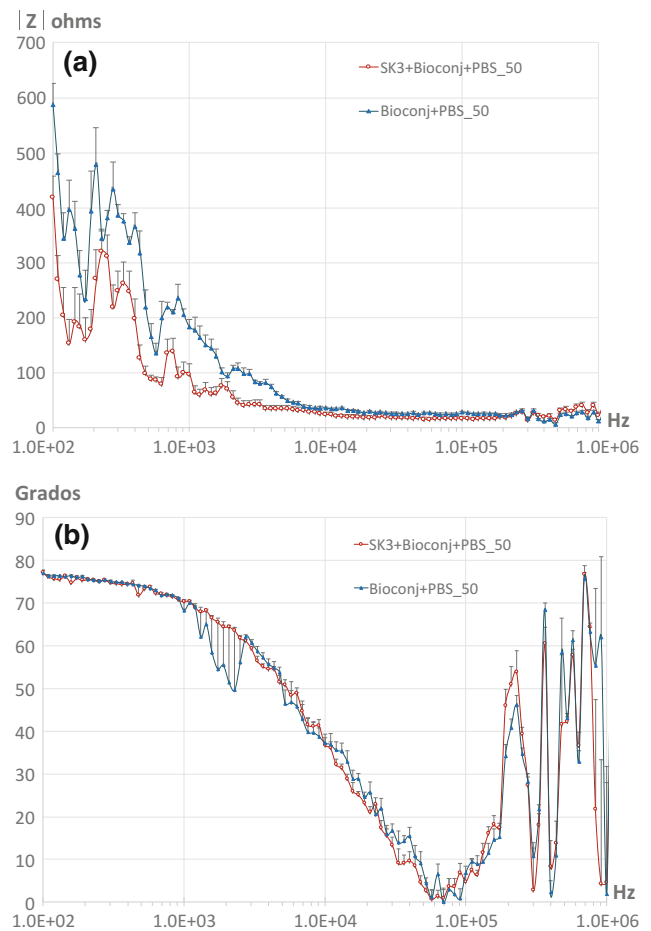 |Z| ohms
700
(a)
SK3+Bioconj+PBS_50
600
Bioconj+PBS_50
500
400
300
200
100
0
Hz
1.0E+02 1.0E+03 1.0E+04 1.0E+05 1.0E+06
Grados
90
(b)
SK3+Bioconj+PBS_50
80
70
Bioconj+PBS_50
60
50
40
30
20
10
0
Hz
1.0E+02 1.0E+03 1.0E+04 1.0E+05 1.0E+06